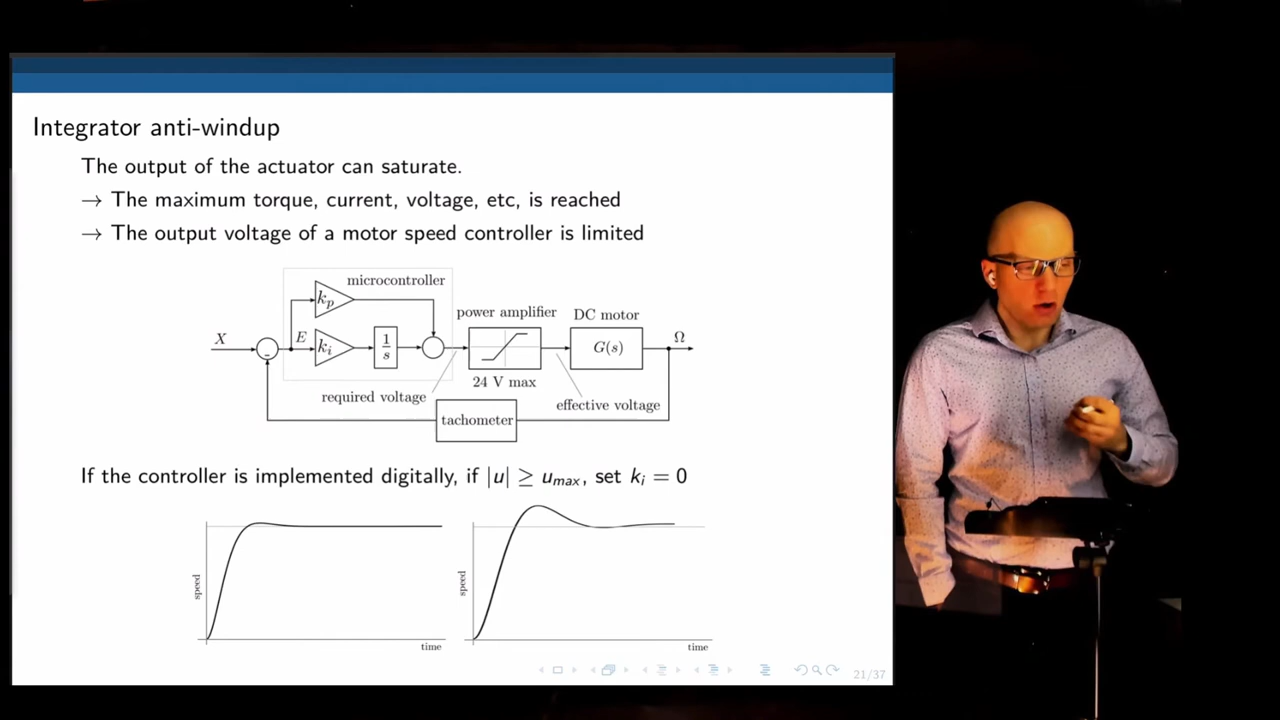 Integrator anti-windup
The output of the actuator can saturate.
→ The maximum torque, current, voltage, etc, is reached
→ The output voltage of a motor speed controller is limited
microcontroller
k_p
power amplifier
DC motor
X
E
k_i
1/s
G(s)
Ω
-
24 V max
required voltage
effective voltage
tachometer
If the controller is implemented digitally, if |u| ≥ u_max, set k_i = 0
speed
time
speed
time
21/37